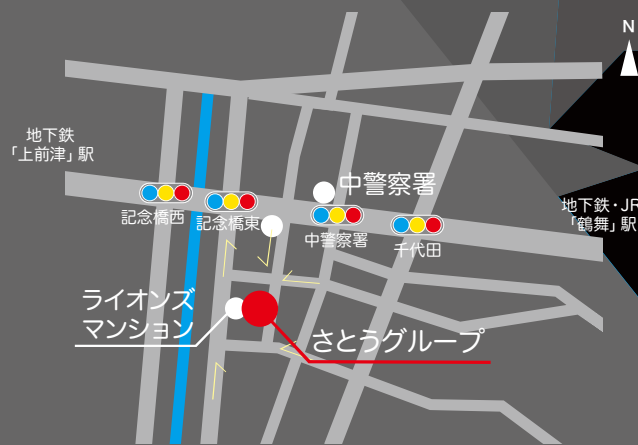 N
地下鉄
「上前津」駅
中警察署
地下鉄・JR
「鶴舞」駅
記念橋西
記念橋東
中警察署
千代田
ライオンズ
マンション
さとうグループ